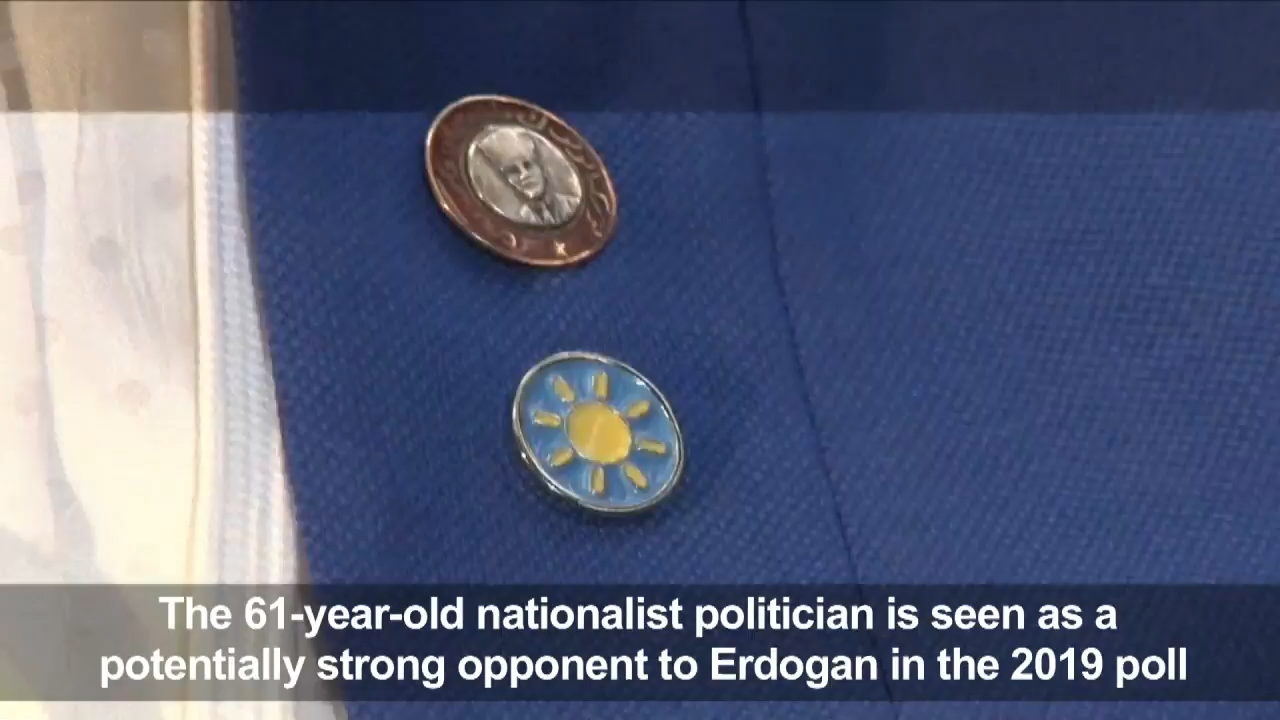 The 61-year-old nationalist politician is seen as a
potentially strong opponent to Erdogan in the 2019 poll